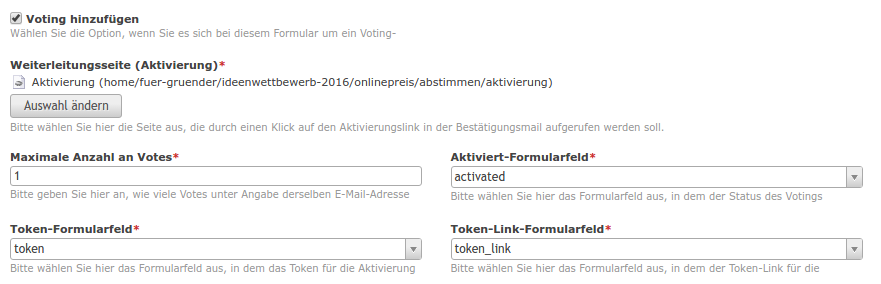 Voting hinzufügen
Wählen Sie die Option, wenn Sie es sich bei diesem Formular um ein Voting-
Weiterleitungsseite (Aktivierung)*
Aktivierung (home/fuer-gruender/ideenwettbewerb-2016/onlinepreis/abstimmen/aktivierung)
Auswahl ändern
Bitte wählen Sie hier die Seite aus, die durch einen Klick auf den Aktivierungslink in der Bestätigungsmail aufgerufen werden soll.
Maximale Anzahl an Votes*
1
Bitte geben Sie hier an, wie viele Votes unter Angabe derselben E-Mail-Adresse
Aktiviert-Formularfeld*
activated
Bitte wählen Sie hier das Formularfeld aus, in dem der Status des Votings
Token-Formularfeld*
token
Bitte wählen Sie hier das Formularfeld aus, in dem das Token für die Aktivierung
Token-Link-Formularfeld*
token_link
Bitte wählen Sie hier das Formularfeld aus, in dem der Token-Link für die